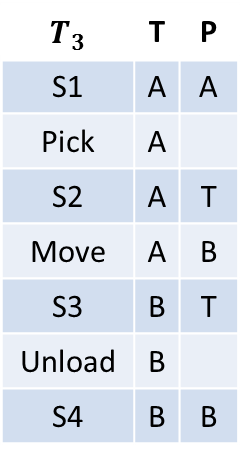 T3 T P
S1 A A
Pick A
S2 A T
Move A B
S3 B T
Unload B
S4 B B